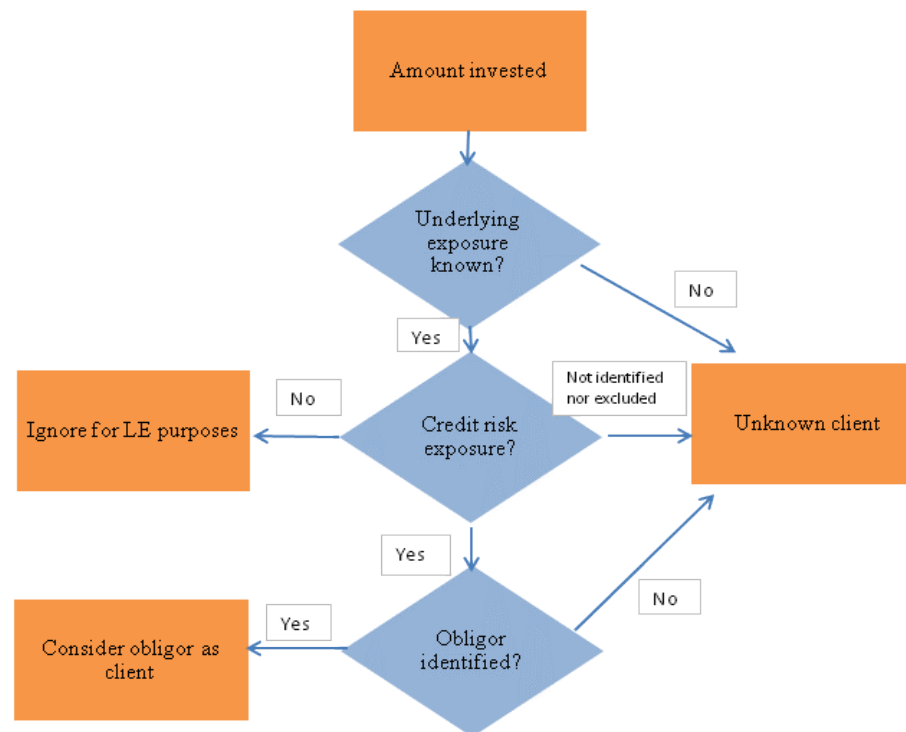 Amount invested
Underlying
exposure
known?
No
Yes
Not identified
nor excluded
No
Ignore for LE purposes
Credit risk
exposure?
Unknown client
Yes
No
Yes
Consider obligor as
client
Obligor
identified?